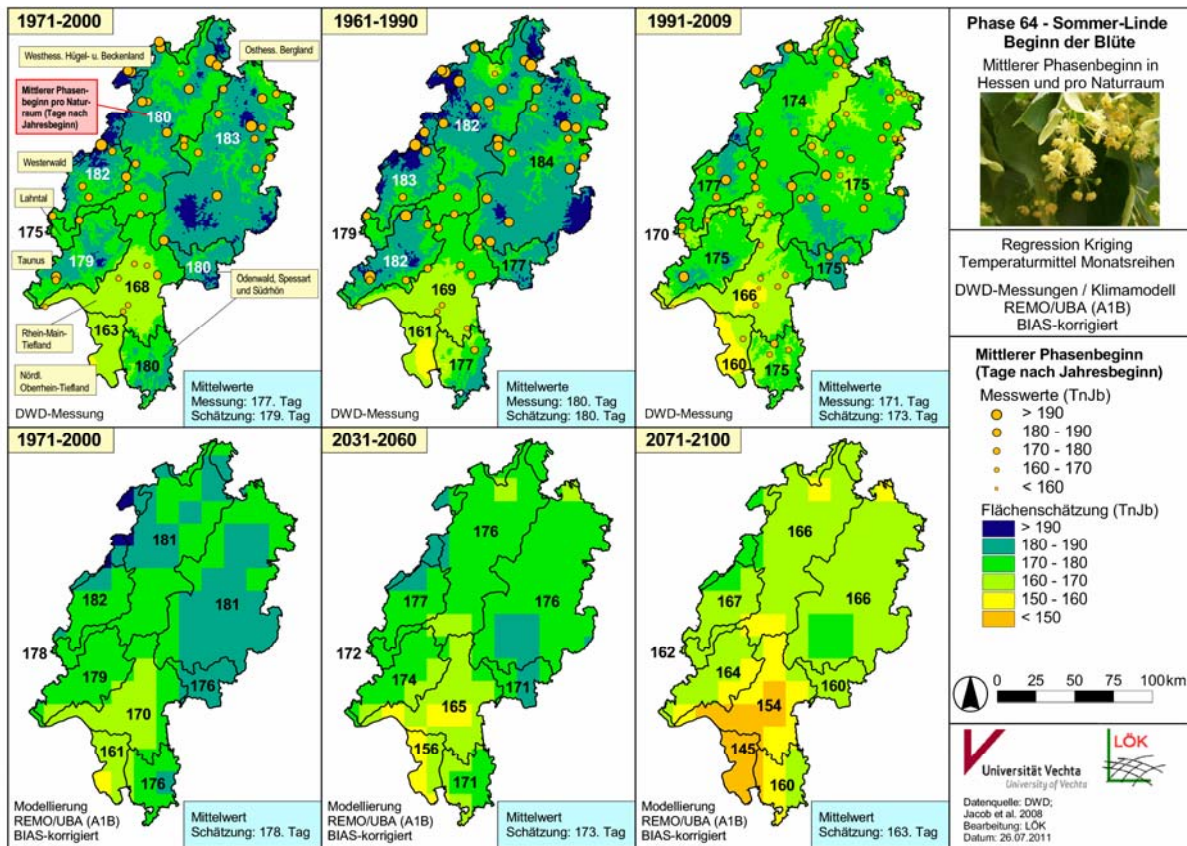 1971-2000
Westhess. Hügel- u. Beckenland
Osthess. Bergland
Mittlerer Phasen-
beginn pro Natur-
raum (Tage nach
Jahresbeginn)
180
183
Westerwald
182
Lahntal
175
Taunus
179
180
168
Odenwald, Spessart
und Südrhön
Rhein-Main-
Tiefland
163
Nördl.
Oberrhein-Tiefland
180
DWD-Messung
Mittelwerte
Messung: 177. Tag
Schätzung: 179. Tag
1961-1990
182
184
183
179
182
177
169
161
177
DWD-Messung
Mittelwerte
Messung: 180. Tag
Schätzung: 180. Tag
1991-2009
174
177
175
170
175
175
166
160
175
DWD-Messung
Mittelwerte
Messung: 171. Tag
Schätzung: 173. Tag
1971-2000
181
182
181
178
179
176
170
161
176
Modellierung
REMO/UBA (A1B)
BIAS-korrigiert
Mittelwert
Schätzung: 178. Tag
2031-2060
176
177
176
172
174
171
165
156
171
Modellierung
REMO/UBA (A1B)
BIAS-korrigiert
Mittelwert
Schätzung: 173. Tag
2071-2100
166
167
166
162
164
160
154
145
160
Modellierung
REMO/UBA (A1B)
BIAS-korrigiert
Mittelwert
Schätzung: 163. Tag
Phase 64 - Sommer-Linde
Beginn der Blüte
Mittlerer Phasenbeginn in
Hessen und pro Naturraum
Regression Kriging
Temperaturmittel Monatsreihen
DWD-Messungen / Klimamodell
REMO/UBA (A1B)
BIAS-korrigiert
Mittlerer Phasenbeginn
(Tage nach Jahresbeginn)
Messwerte (TnJb)
> 190
180 - 190
170 - 180
160 - 170
< 160
Flächenschätzung (TnJb)
> 190
180 - 190
170 - 180
160 - 170
150 - 160
< 150
0 25 50 75 100 km
Universität Vechta
University of Vechta
LÖK
Datenquelle: DWD;
Jacob et al. 2008
Bearbeitung: LÖK
Datum: 26.07.2011